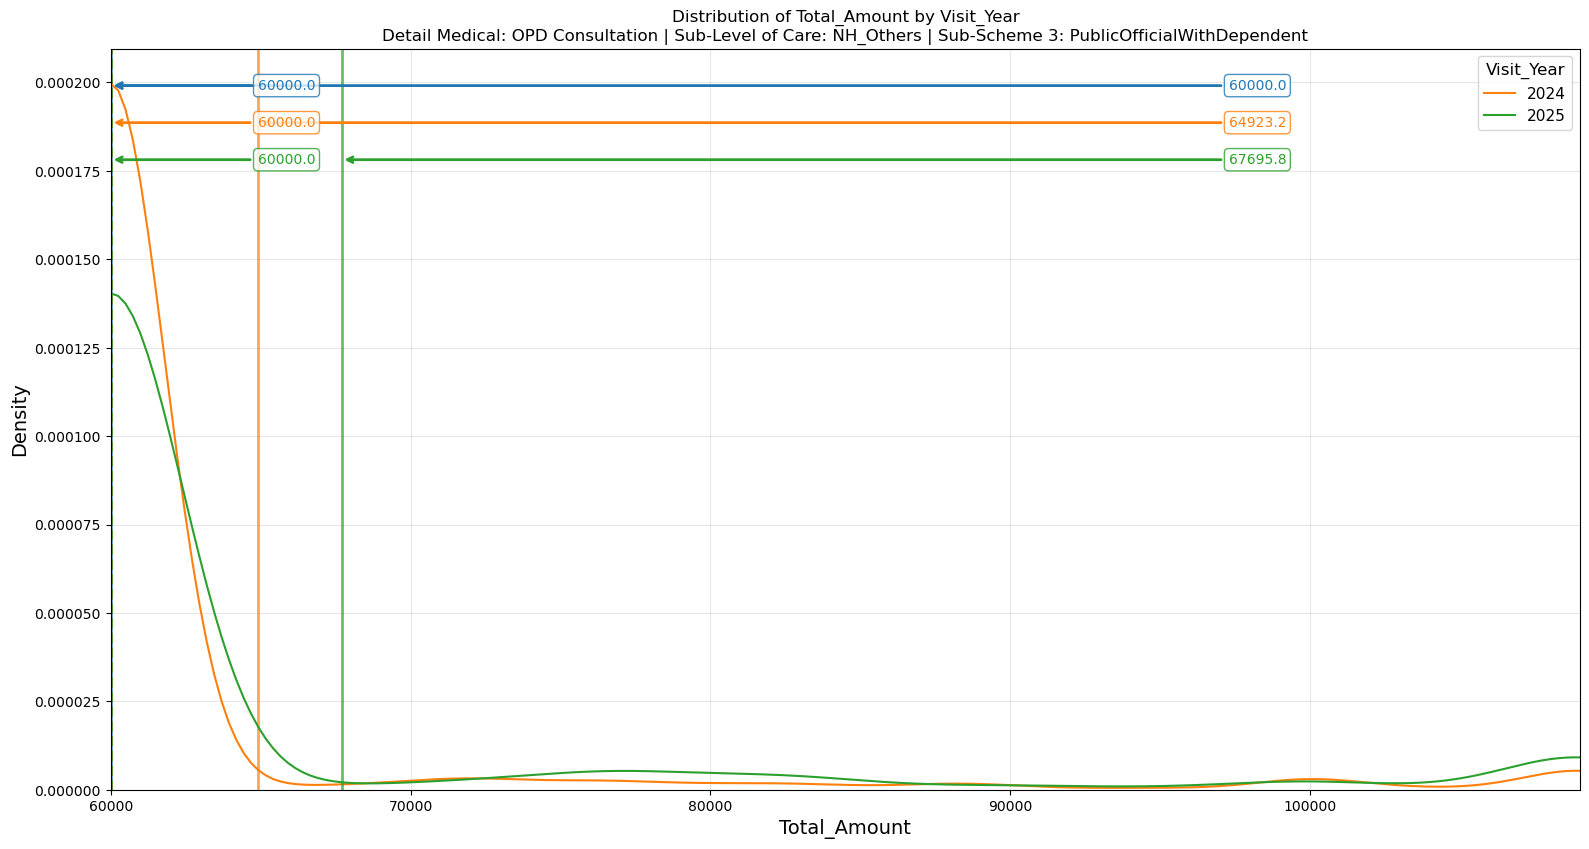 Distribution of Total_Amount by Visit_Year
Detail Medical: OPD Consultation | Sub-Level of Care: NH_Others | Sub-Scheme 3: PublicOfficialWithDependent
Visit_Year
2024
2025
60000.0 60000.0
60000.0 64923.2
60000.0 67695.8
Density
0.000200
0.000175
0.000150
0.000125
0.000100
0.000075
0.000050
0.000025
0.000000
60000 70000 80000 90000 100000
Total_Amount